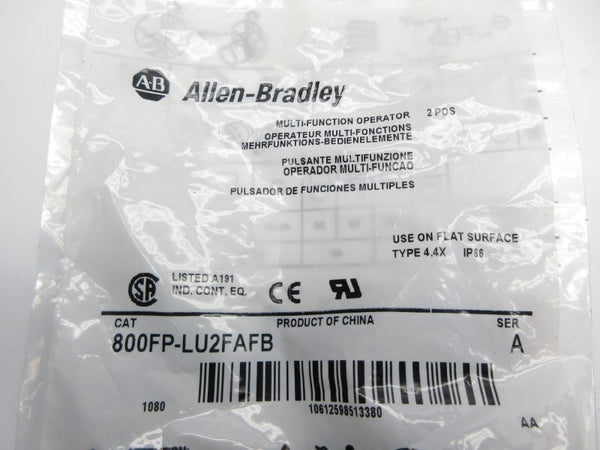 A-B Allen-Bradley
MULTI-FUNCTION OPERATOR 2 POS
OPERATEUR MULTI-FONCTIONS
MEHRFUNKTIONS-BEDIENELEMENTE
PULSANTE MULTIFUNZIONE
OPERADOR MULTI-FUNCAO
PULSADOR DE FUNCIONES MULTIPLES
USE ON FLAT SURFACE
TYPE 4,4X IP66
LISTED A191
IND. CONT. EQ.
CAT PRODUCT OF CHINA SER
800FP-LU2FAFB A
1080 10612598513380
AA